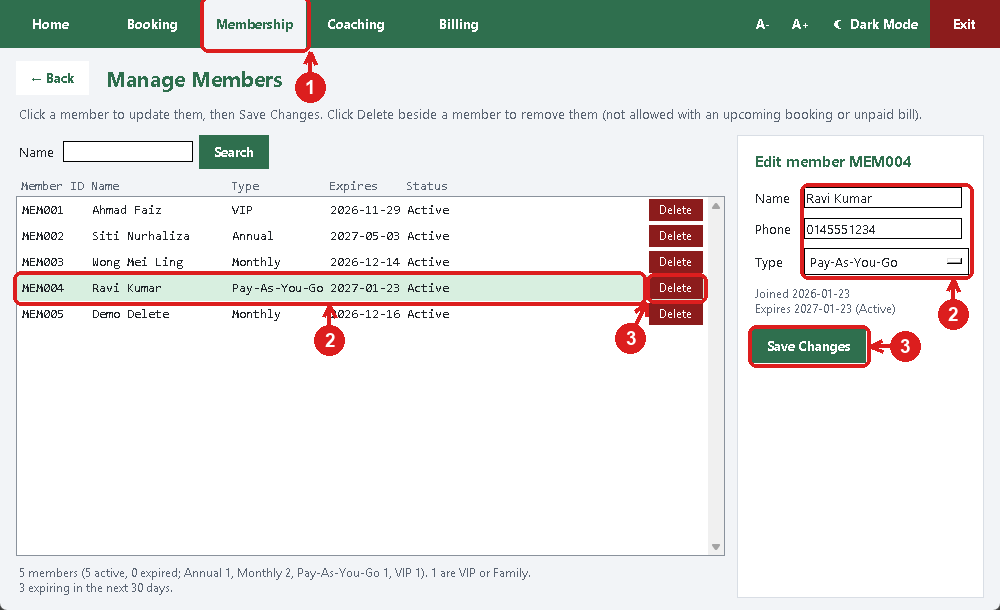 Home Booking Membership Coaching Billing A- A+ ☾ Dark Mode Exit
1
← Back Manage Members
Click a member to update them, then Save Changes. Click Delete beside a member to remove them (not allowed with an upcoming booking or unpaid bill).
Name Search
Member ID Name Type Expires Status
MEM001 Ahmad Faiz VIP 2026-11-29 Active Delete
MEM002 Siti Nurhaliza Annual 2027-05-03 Active Delete
MEM003 Wong Mei Ling Monthly 2026-12-14 Active Delete
MEM004 Ravi Kumar Pay-As-You-Go 2027-01-23 Active Delete
MEM005 Demo Delete Monthly 2026-12-16 Active Delete
2
3
5 members (5 active, 0 expired; Annual 1, Monthly 2, Pay-As-You-Go 1, VIP 1). 1 are VIP or Family.
3 expiring in the next 30 days.
Edit member MEM004
Name Ravi Kumar
Phone 0145551234
Type Pay-As-You-Go
Joined 2026-01-23
Expires 2027-01-23 (Active)
2
Save Changes
3